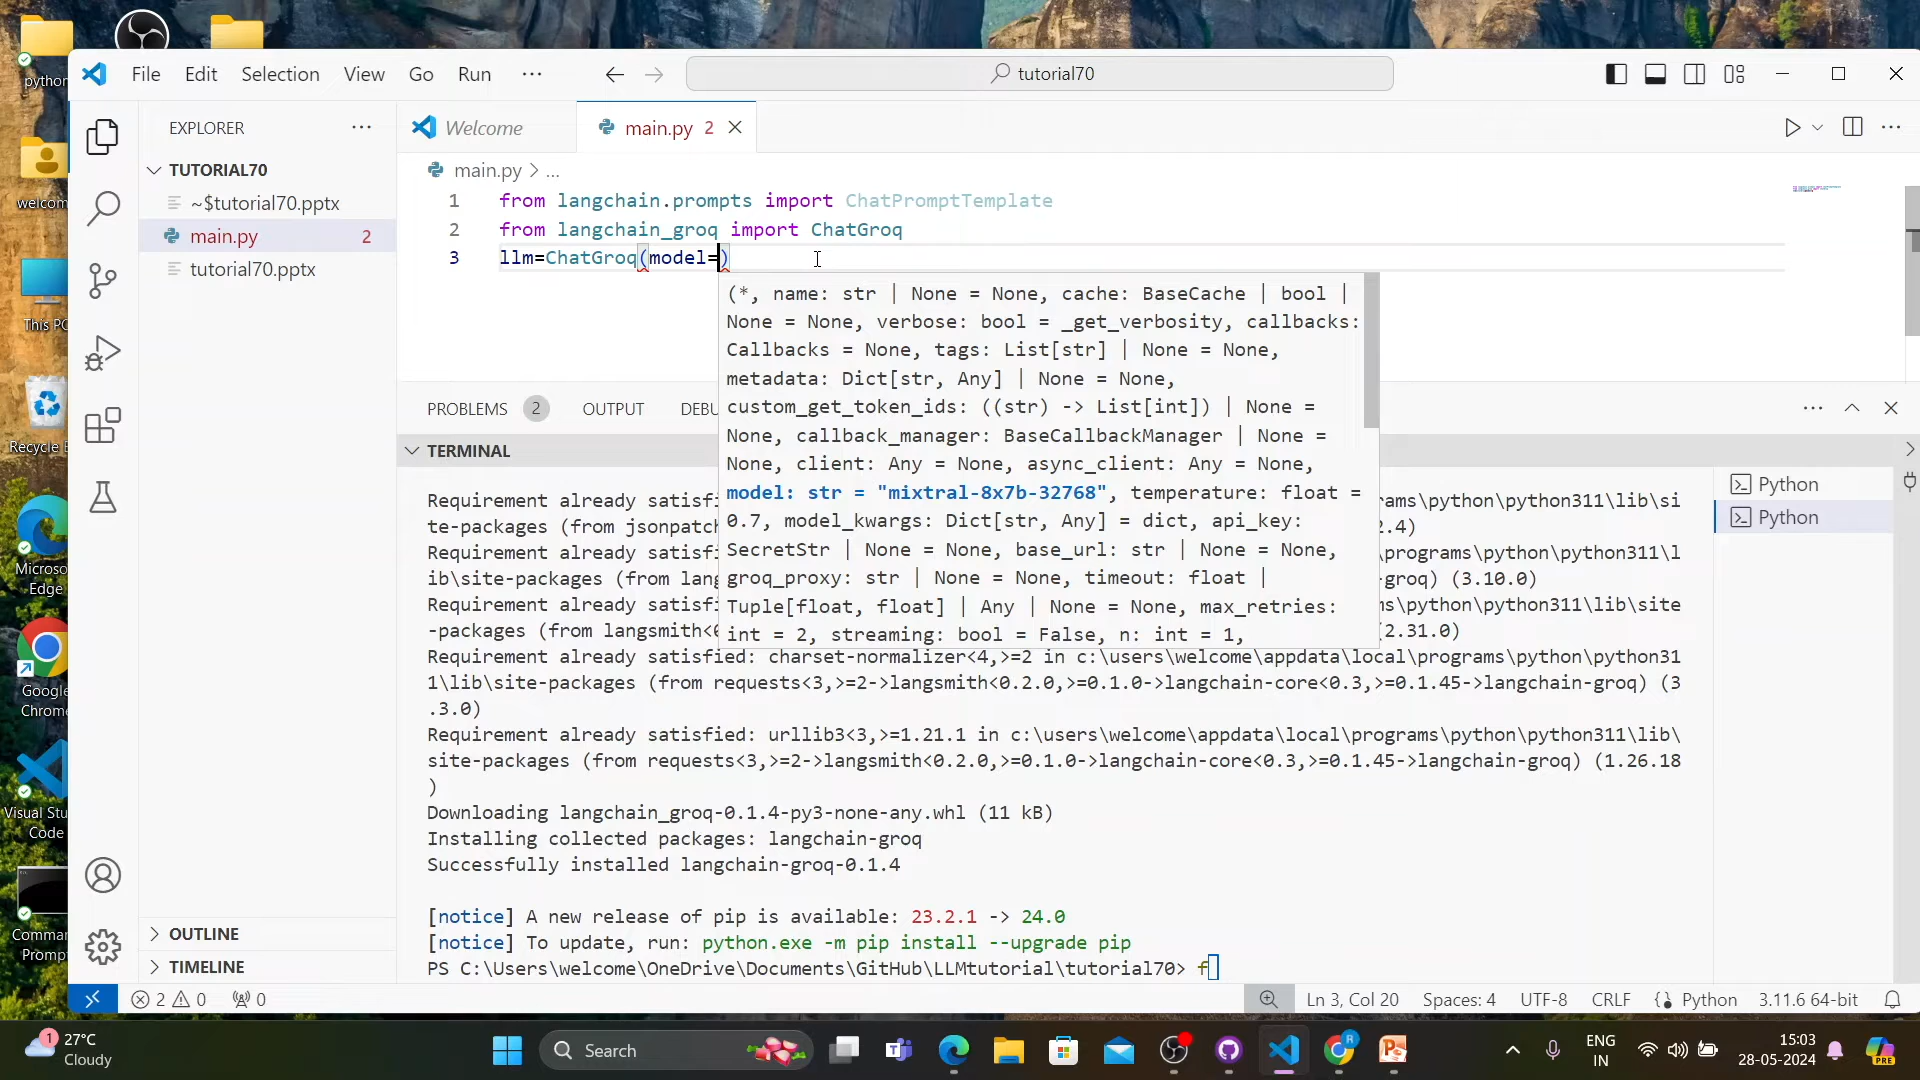 python
welcom
This PC
Recycle B
Microso
Edge
Google
Chrom
Visual Stu
Code
Comman
Promp
File Edit Selection View Go Run ···
tutorial70
EXPLORER ···
TUTORIAL70
~$tutorial70.pptx
main.py 2
tutorial70.pptx
OUTLINE
TIMELINE
Welcome
main.py 2
main.py > ...
1 from langchain.prompts import ChatPromptTemplate
2 from langchain_groq import ChatGroq
3 llm=ChatGroq(model=)
(*, name: str | None = None, cache: BaseCache | bool |
None = None, verbose: bool = _get_verbosity, callbacks:
Callbacks = None, tags: List[str] | None = None,
metadata: Dict[str, Any] | None = None,
custom_get_token_ids: ((str) -> List[int]) | None =
None, callback_manager: BaseCallbackManager | None =
None, client: Any = None, async_client: Any = None,
model: str = "mixtral-8x7b-32768", temperature: float =
0.7, model_kwargs: Dict[str, Any] = dict, api_key:
SecretStr | None = None, base_url: str | None = None,
groq_proxy: str | None = None, timeout: float |
Tuple[float, float] | Any | None = None, max_retries:
int = 2, streaming: bool = False, n: int = 1,
PROBLEMS 2 OUTPUT DEBU
TERMINAL
Requirement already satisfi grams\python\python311\lib\si
te-packages (from jsonpatch 2.4)
Requirement already satisfi \programs\python\python311\l
ib\site-packages (from lang groq) (3.10.0)
Requirement already satisfi ms\python\python311\lib\site
-packages (from langsmith<0 (2.31.0)
Requirement already satisfied: charset-normalizer<4,>=2 in c:\users\welcome\appdata\local\programs\python\python31
1\lib\site-packages (from requests<3,>=2->langsmith<0.2.0,>=0.1.0->langchain-core<0.3,>=0.1.45->langchain-groq) (3
.3.0)
Requirement already satisfied: urllib3<3,>=1.21.1 in c:\users\welcome\appdata\local\programs\python\python311\lib\
site-packages (from requests<3,>=2->langsmith<0.2.0,>=0.1.0->langchain-core<0.3,>=0.1.45->langchain-groq) (1.26.18
)
Downloading langchain_groq-0.1.4-py3-none-any.whl (11 kB)
Installing collected packages: langchain-groq
Successfully installed langchain-groq-0.1.4
[notice] A new release of pip is available: 23.2.1 -> 24.0
[notice] To update, run: python.exe -m pip install --upgrade pip
PS C:\Users\welcome\OneDrive\Documents\GitHub\LLMtutorial\tutorial70> f
Python
Python
2 0 0 Ln 3, Col 20 Spaces: 4 UTF-8 CRLF Python 3.11.6 64-bit
1 27°C
Cloudy
Search
ENG
IN
15:03
28-05-2024
PRE